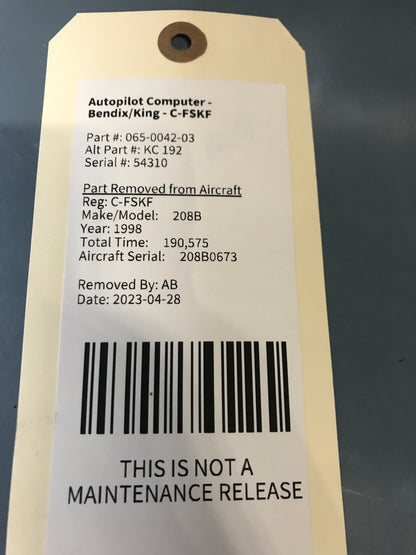 Autopilot Computer -
Bendix/King - C-FSKF
Part #: 065-0042-03
Alt Part #: KC 192
Serial #: 54310
Part Removed from Aircraft
Reg: C-FSKF
Make/Model: 208B
Year: 1998
Total Time: 190,575
Aircraft Serial: 208B0673
Removed By: AB
Date: 2023-04-28
THIS IS NOT A
MAINTENANCE RELEASE